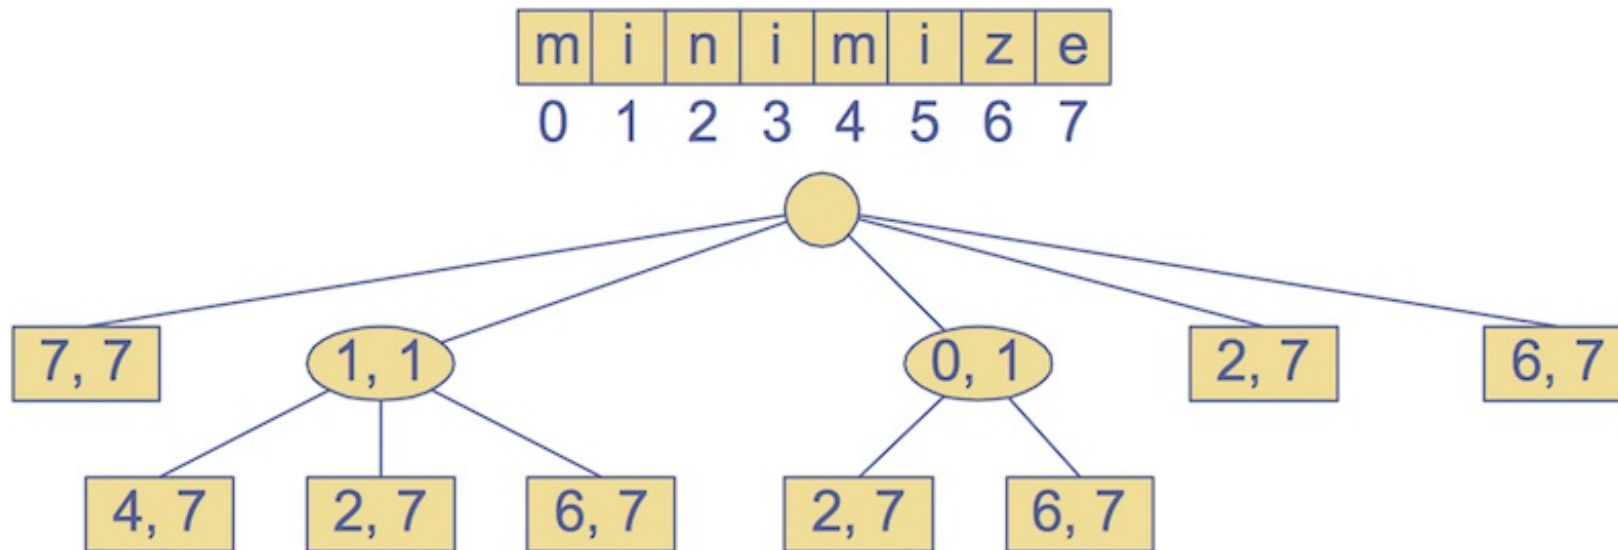 m i n i m i z e
0 1 2 3 4 5 6 7
7, 7 1, 1 0, 1 2, 7 6, 7
4, 7 2, 7 6, 7 2, 7 6, 7